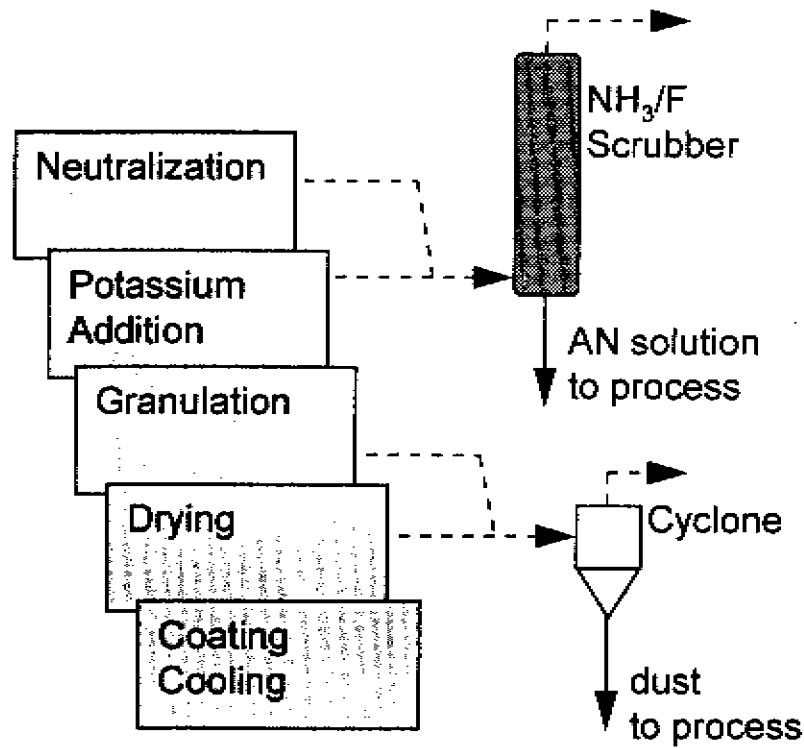 Neutralization
Potassium
Addition
Granulation
Drying
Coating
Cooling
NH₃/F
Scrubber
AN solution
to process
Cyclone
dust
to process